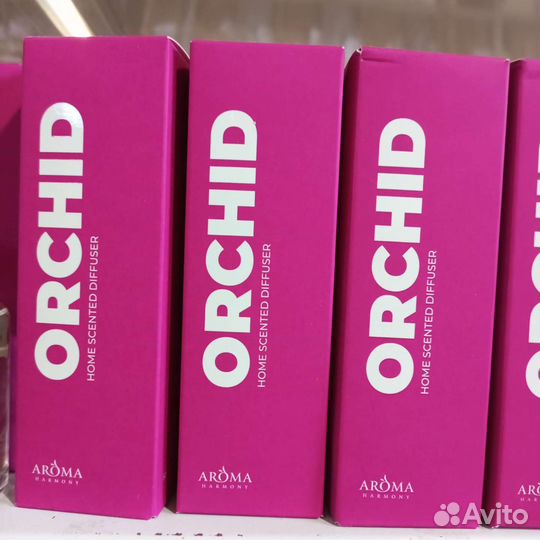 ORCHID
HOME SCENTED DIFFUSER
AROMA
HARMONY
ORCHID
HOME SCENTED DIFFUSER
AROMA
HARMONY
ORCHID
HOME SCENTED DIFFUSER
AROMA
HARMONY
Avito